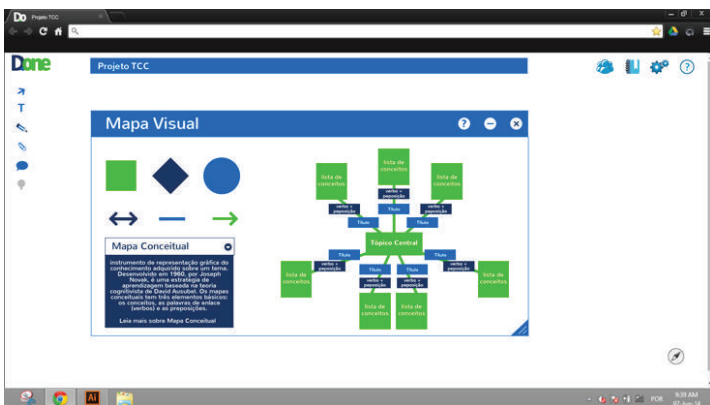 Do Projeto TCC
Done
Projeto TCC
T
Mapa Visual
?
Mapa Conceitual
instrumento de representação gráfica do
conhecimento adquirido sobre um tema.
Desenvolvido em 1960, por Joseph
Novak, é uma estratégia de
aprendizagem baseada na teoria
cognitivista de David Ausubel. Os mapas
conceituais tem três elementos básicos:
os conceitos, as palavras de enlace
(verbos) e as preposições.
Leia mais sobre Mapa Conceitual
lista de
conceitos
lista de
conceitos
lista de
conceitos
verbo +
preposição
verbo +
preposição
verbo +
preposição
Título
Título
Título
Tópico Central
Título
Título
Título
Título
verbo +
preposição
verbo +
preposição
verbo +
preposição
verbo +
preposição
lista de
conceitos
lista de
conceitos
lista de
conceitos
lista de
conceitos
?
Ai
POR
9:39 AM